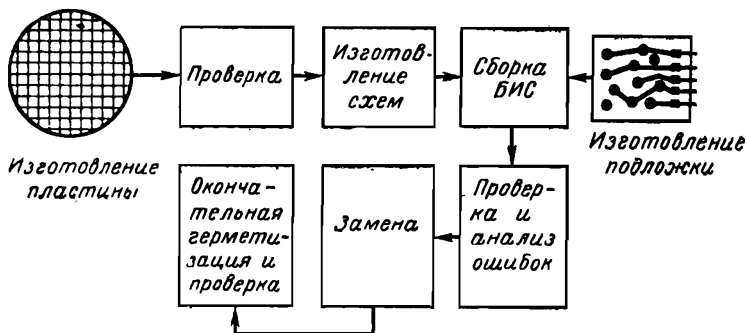 Проверка
Изготов-
ление
схем
Сборка
БИС
Изготовление
пластины
Изготовление
подложки
Проверка
ка и
анализ
ошибок
Замена
Оконча-
тельная
гермети-
зация и
проверка